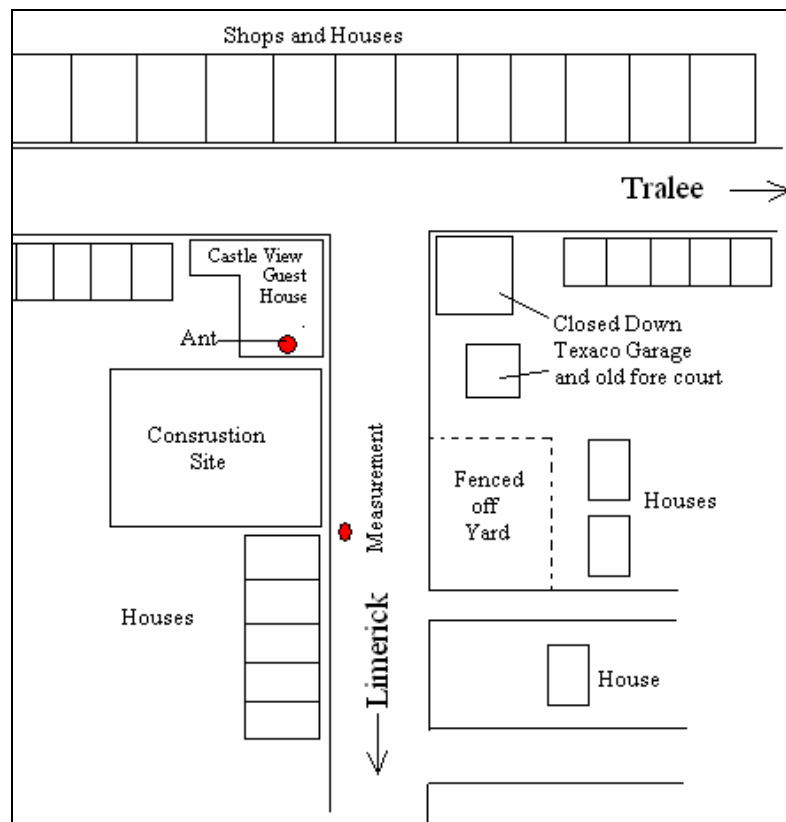 Shops and Houses
Tralee
Castle View
Guest
House
Ant
Closed Down
Texaco Garage
and old fore court
Consrustion
Site
Measurement
Fenced
off
Yard
Houses
Houses
Limerick
House